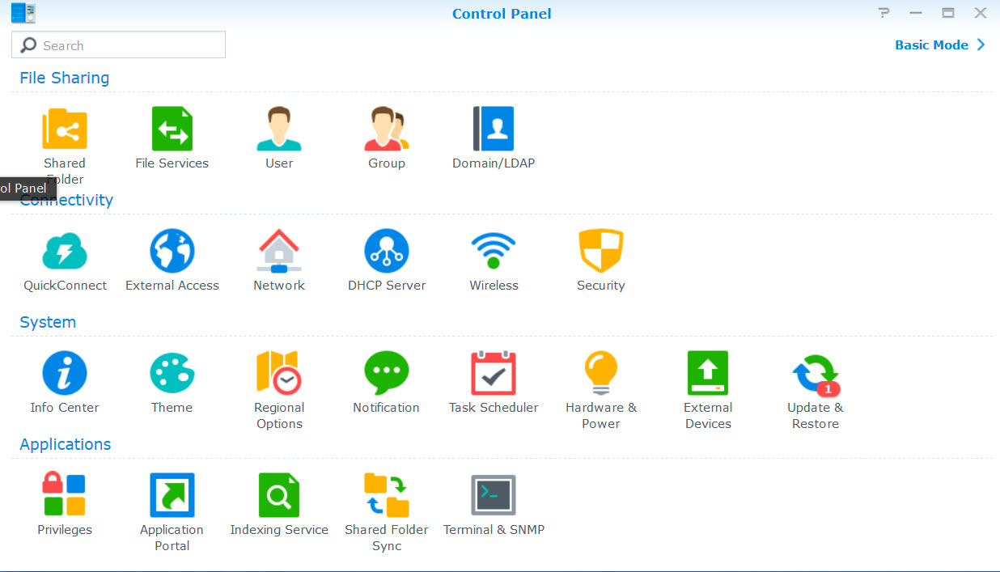 Control Panel
Search
Basic Mode
File Sharing
Shared
Folder
File Services
User
Group
Domain/LDAP
ol Panel
Connectivity
QuickConnect
External Access
Network
DHCP Server
Wireless
Security
System
Info Center
Theme
Regional
Options
Notification
Task Scheduler
Hardware &
Power
External
Devices
1
Update &
Restore
Applications
Privileges
Application
Portal
Indexing Service
Shared Folder
Sync
Terminal & SNMP